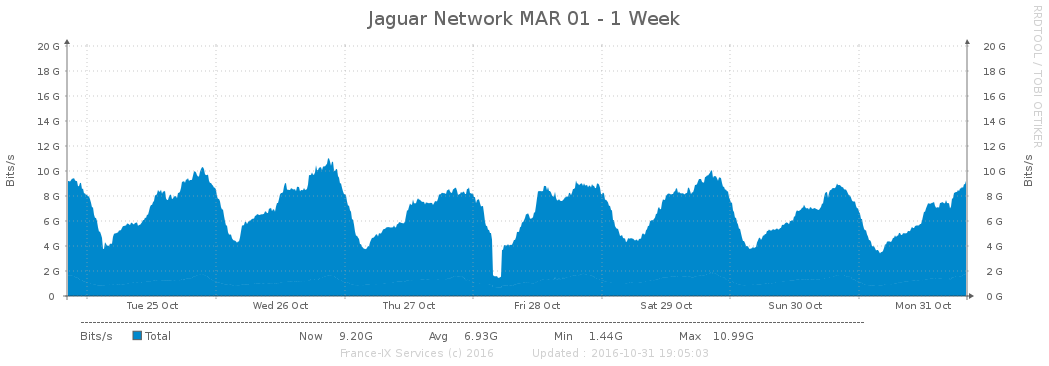 Jaguar Network MAR 01 - 1 Week
RRDTOOL / TOBI OETIKER
Bits/s
20 G 20 G
18 G 18 G
16 G 16 G
14 G 14 G
12 G 12 G
10 G 10 G
8 G 8 G
6 G 6 G
4 G 4 G
2 G 2 G
0 0 G
Bits/s
Tue 25 Oct Wed 26 Oct Thu 27 Oct Fri 28 Oct Sat 29 Oct Sun 30 Oct Mon 31 Oct
Bits/s Total Now 9.20G Avg 6.93G Min 1.44G Max 10.99G
France-IX Services (c) 2016 Updated : 2016-10-31 19:05:03